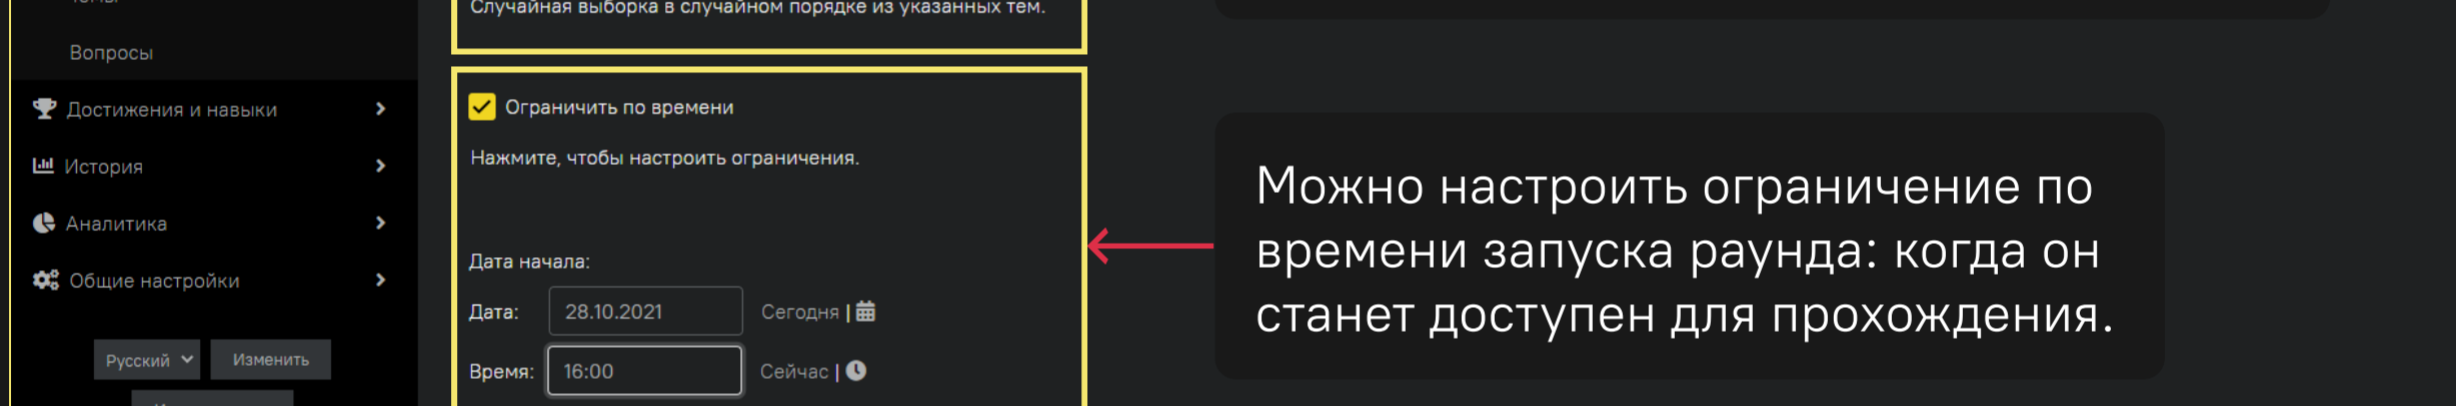 Случайная выборка в случайном порядке из указанных тем.
Вопросы
Достижения и навыки
История
Аналитика
Общие настройки
Русский
Изменить
Ограничить по времени
Нажмите, чтобы настроить ограничения.
Дата начала:
Дата: 28.10.2021 Сегодня |
Время: 16:00 Сейчас |
Можно настроить ограничение по
времени запуска раунда: когда он
станет доступен для прохождения.